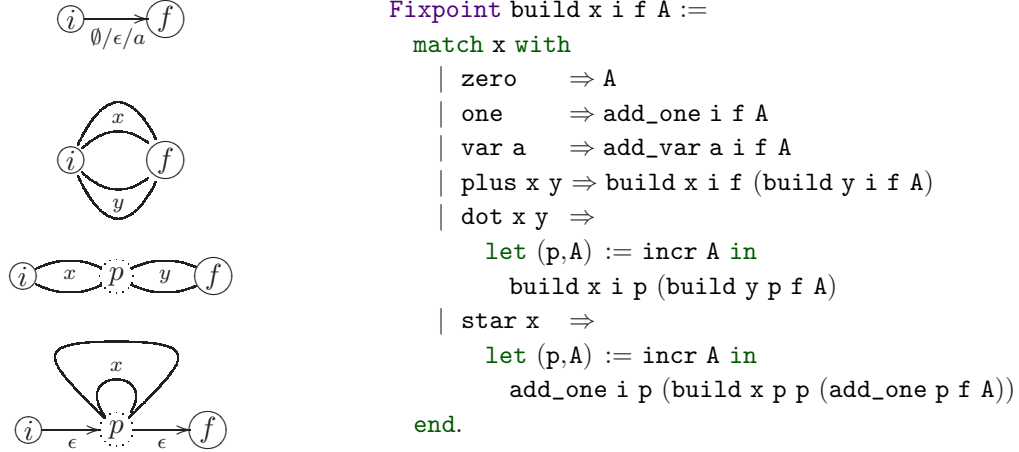 i f
∅/ϵ/a
x
i f
y
i x p y f
x
i p f
ϵ ϵ
Fixpoint build x i f A :=
match x with
| zero ⇒ A
| one ⇒ add_one i f A
| var a ⇒ add_var a i f A
| plus x y ⇒ build x i f (build y i f A)
| dot x y ⇒
let (p,A) := incr A in
build x i p (build y p f A)
| star x ⇒
let (p,A) := incr A in
add_one i p (build x p p (add_one p f A))
end.